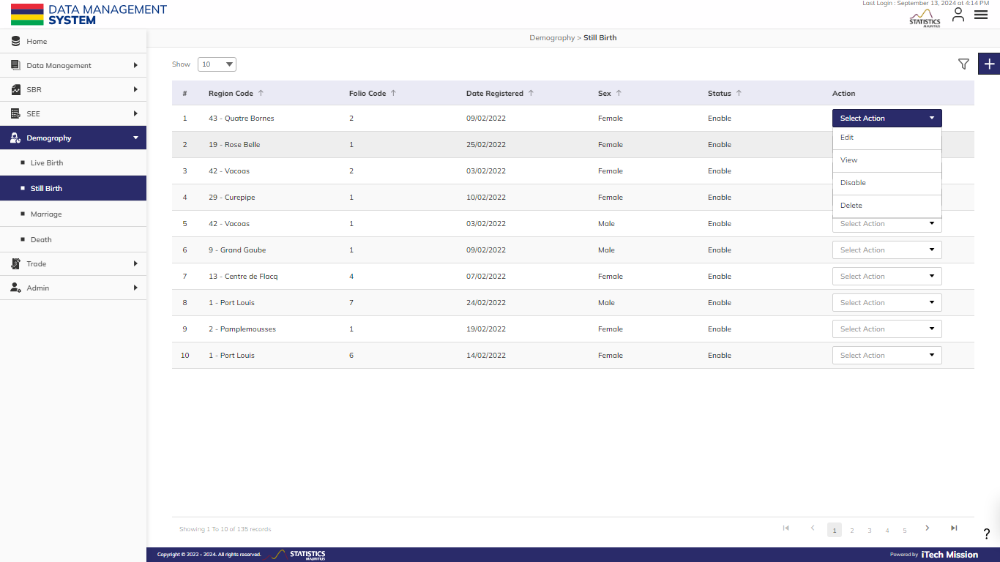 Last Login : September 13, 2024 at 4:14 PM
DATA MANAGEMENT
SYSTEM
STATISTICS
MAURITIUS
Demography > Still Birth
Home
Data Management
SBR
SEE
Demography
Live Birth
Still Birth
Marriage
Death
Trade
Admin
Show 10
# Region Code Folio Code Date Registered Sex Status Action
1 43 - Quatre Bornes 2 09/02/2022 Female Enable Select Action
Edit
2 19 - Rose Belle 1 25/02/2022 Female Enable
View
3 42 - Vacoas 2 03/02/2022 Female Enable
Disable
4 29 - Curepipe 1 10/02/2022 Female Enable
Delete
5 42 - Vacoas 1 03/02/2022 Male Enable Select Action
6 9 - Grand Gaube 1 09/02/2022 Male Enable Select Action
7 13 - Centre de Flacq 4 07/02/2022 Female Enable Select Action
8 1 - Port Louis 7 24/02/2022 Male Enable Select Action
9 2 - Pamplemousses 1 19/02/2022 Female Enable Select Action
10 1 - Port Louis 6 14/02/2022 Female Enable Select Action
Showing 1 To 10 of 135 records
1 2 3 4 5
?
Copyright © 2022 - 2024. All rights reserved. STATISTICS
MAURITIUS
Powered by iTech Mission